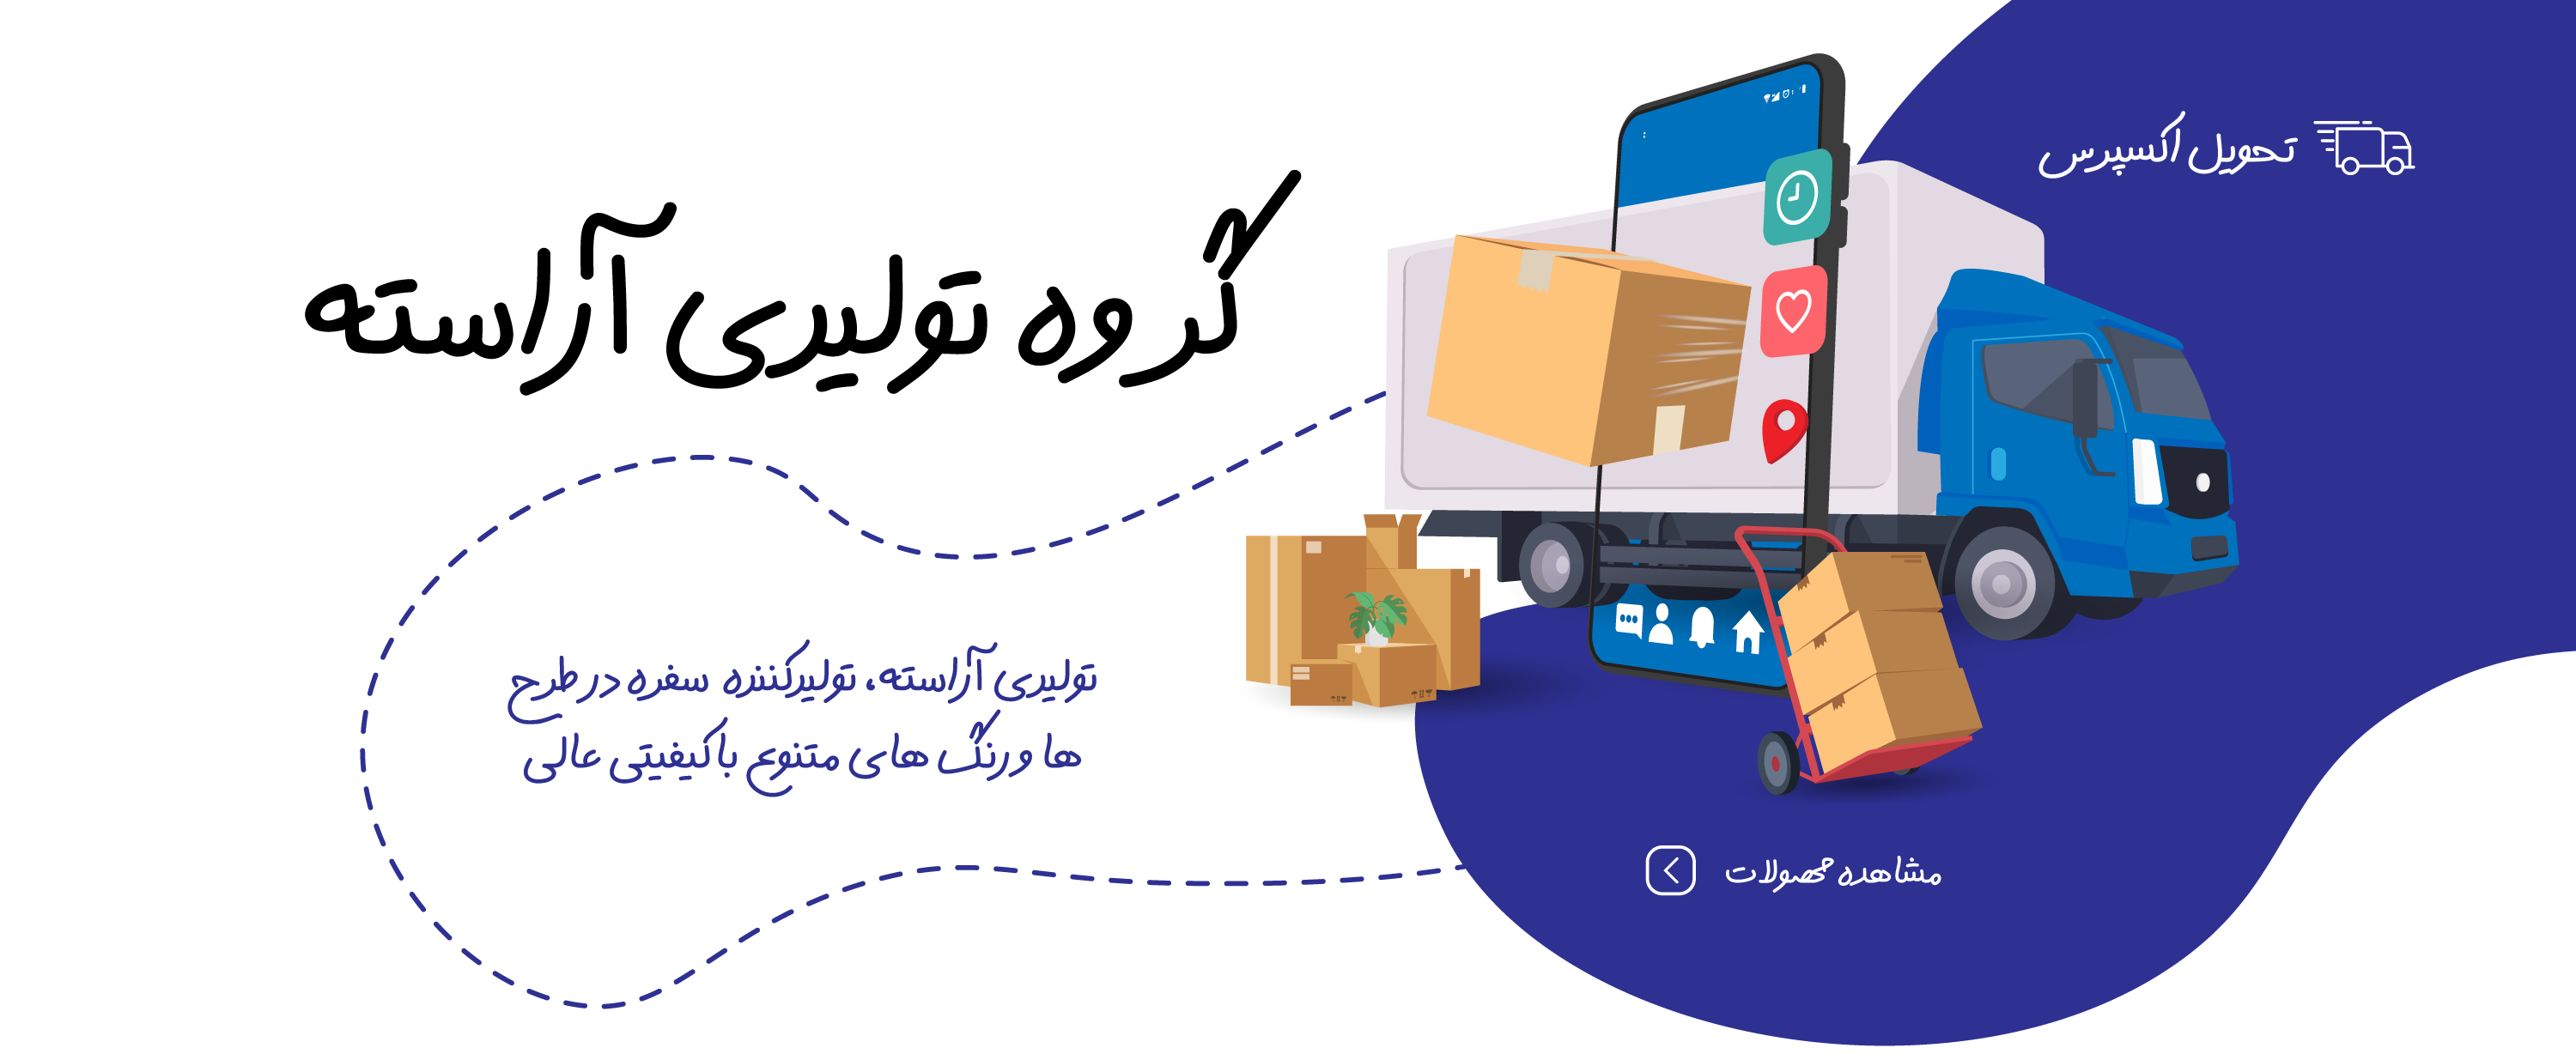 تحویل اکسپرس
گروه تولیدی آراسته
تولیدی آراسته، تولیدکننده سفره در طرح
ها و رنگ های متنوع با کیفیتی عالی
مشاهده محصولات